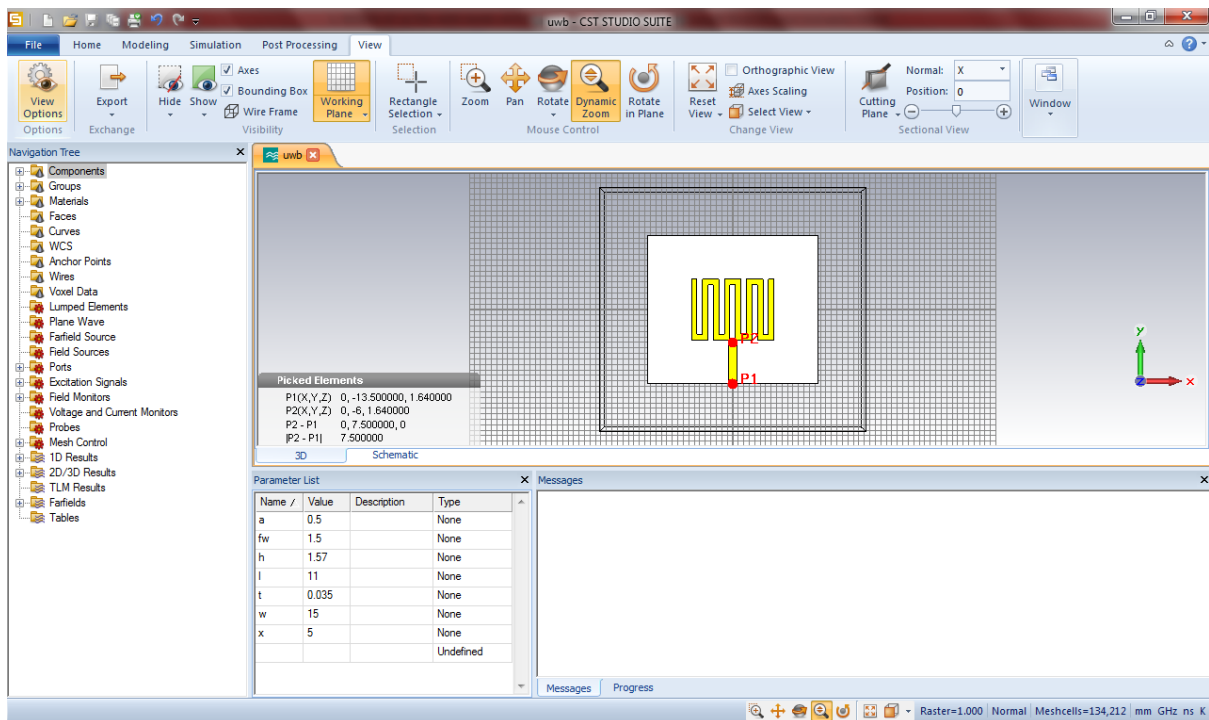 uwb - CST STUDIO SUITE
File Home Modeling Simulation Post Processing View
View Options
Export
Hide Show
Axes
Bounding Box
Wire Frame
Working Plane
Rectangle Selection
Zoom Pan Rotate Dynamic Zoom Rotate in Plane
Reset View
Orthographic View
Axes Scaling
Select View
Cutting Plane
Normal: X
Position: 0
Window
Options Exchange Visibility Selection Mouse Control Change View Sectional View
Navigation Tree
Components
Groups
Materials
Faces
Curves
WCS
Anchor Points
Wires
Voxel Data
Lumped Elements
Plane Wave
Farfield Source
Field Sources
Ports
Excitation Signals
Field Monitors
Voltage and Current Monitors
Probes
Mesh Control
1D Results
2D/3D Results
TLM Results
Farfields
Tables
uwb
P2
P1
y
z x
Picked Elements
P1(X,Y,Z) 0, -13.500000, 1.640000
P2(X,Y,Z) 0, -6, 1.640000
P2 - P1 0, 7.500000, 0
|P2 - P1| 7.500000
3D Schematic
Parameter List
Name / Value Description Type
a 0.5 None
fw 1.5 None
h 1.57 None
l 11 None
t 0.035 None
w 15 None
x 5 None
Undefined
Messages
Messages Progress
Raster=1.000 Normal Meshcells=134,212 mm GHz ns K